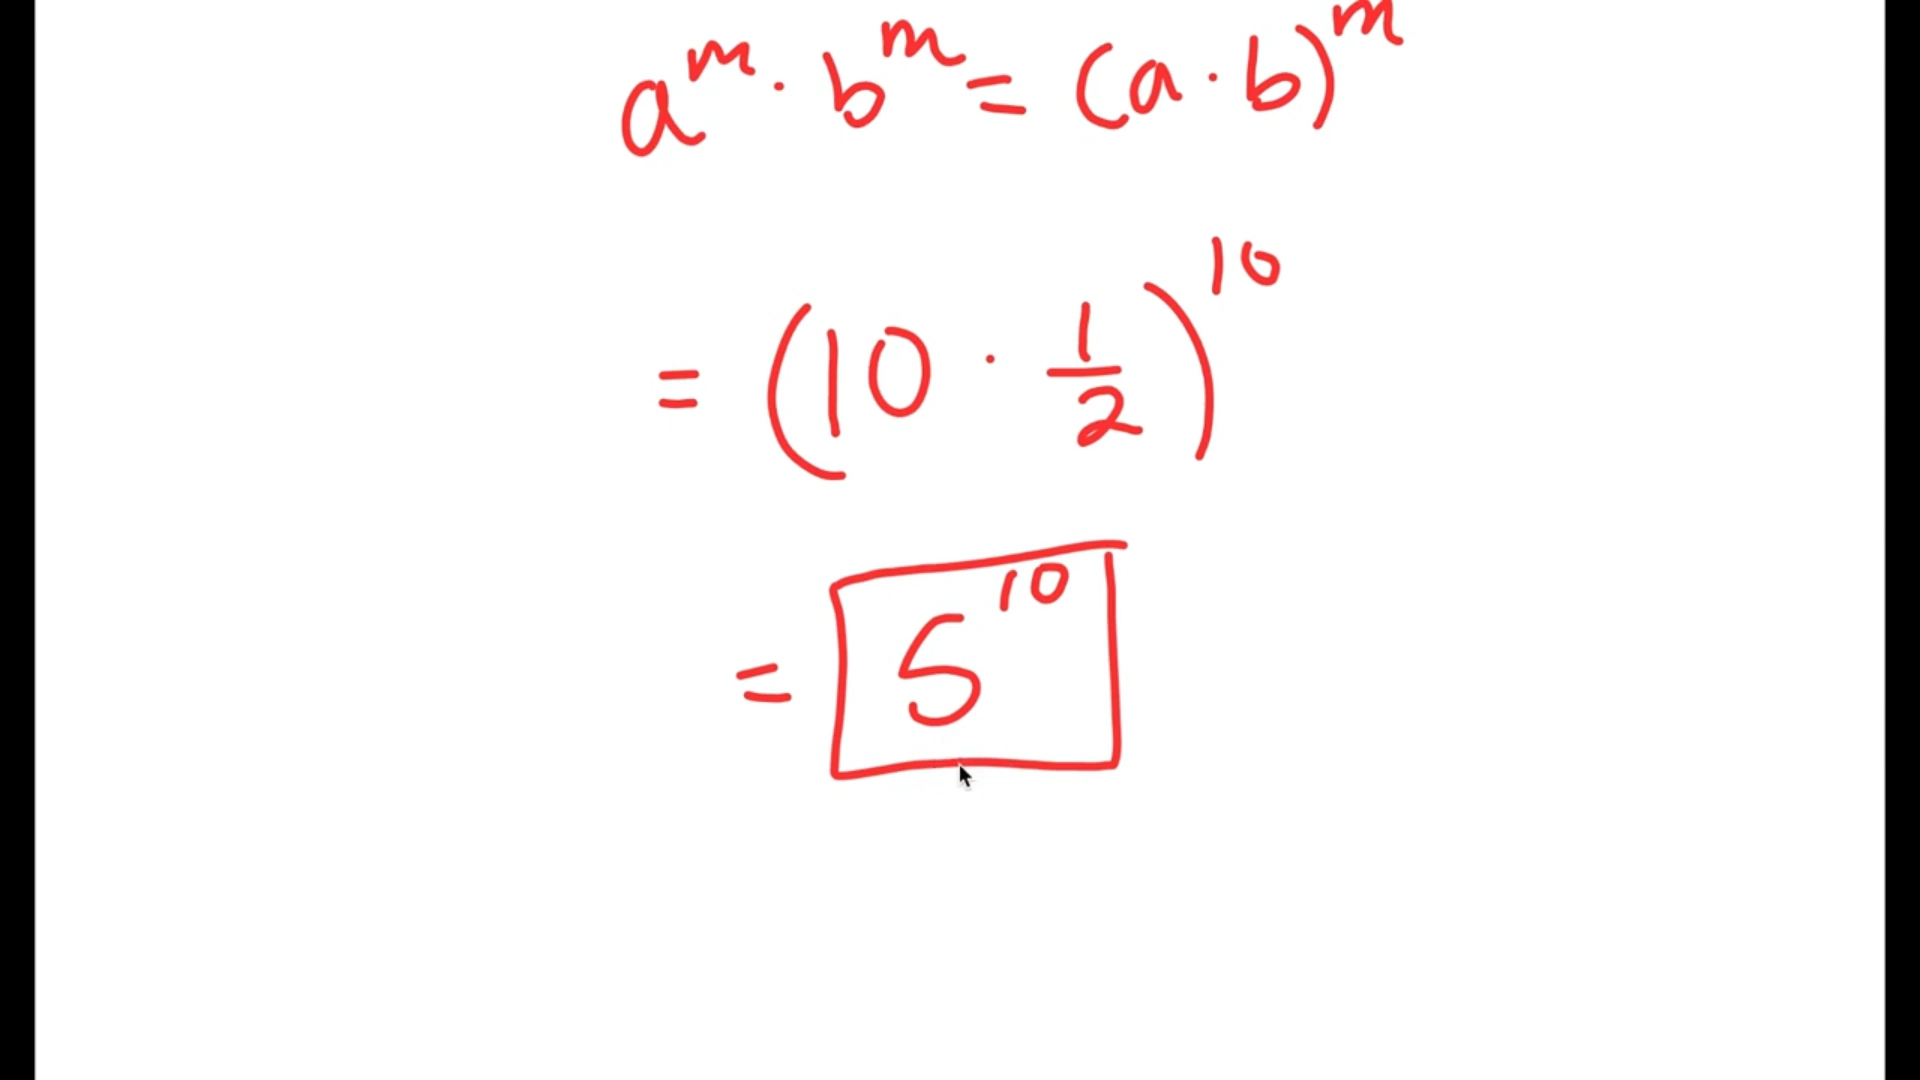 a^m · b^m = (a · b)^m
= (10 · 1/2)^10
= 5^10